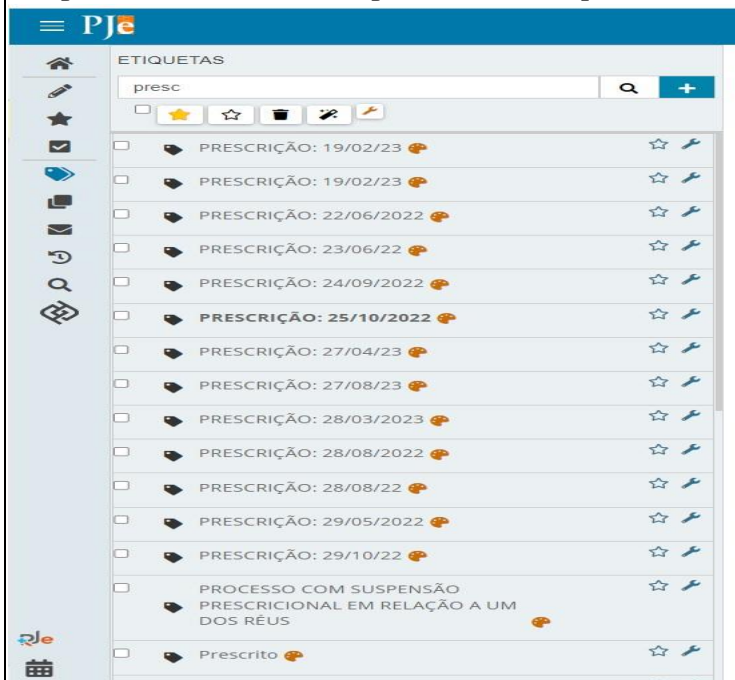 PJe
ETIQUETAS
presc
PRESCRIÇÃO: 19/02/23
PRESCRIÇÃO: 19/02/23
PRESCRIÇÃO: 22/06/2022
PRESCRIÇÃO: 23/06/22
PRESCRIÇÃO: 24/09/2022
PRESCRIÇÃO: 25/10/2022
PRESCRIÇÃO: 27/04/23
PRESCRIÇÃO: 27/08/23
PRESCRIÇÃO: 28/03/2023
PRESCRIÇÃO: 28/08/2022
PRESCRIÇÃO: 28/08/22
PRESCRIÇÃO: 29/05/2022
PRESCRIÇÃO: 29/10/22
PROCESSO COM SUSPENSÃO
PRESCRICIONAL EM RELAÇÃO A UM
DOS RÉUS
Prescrito
PJe